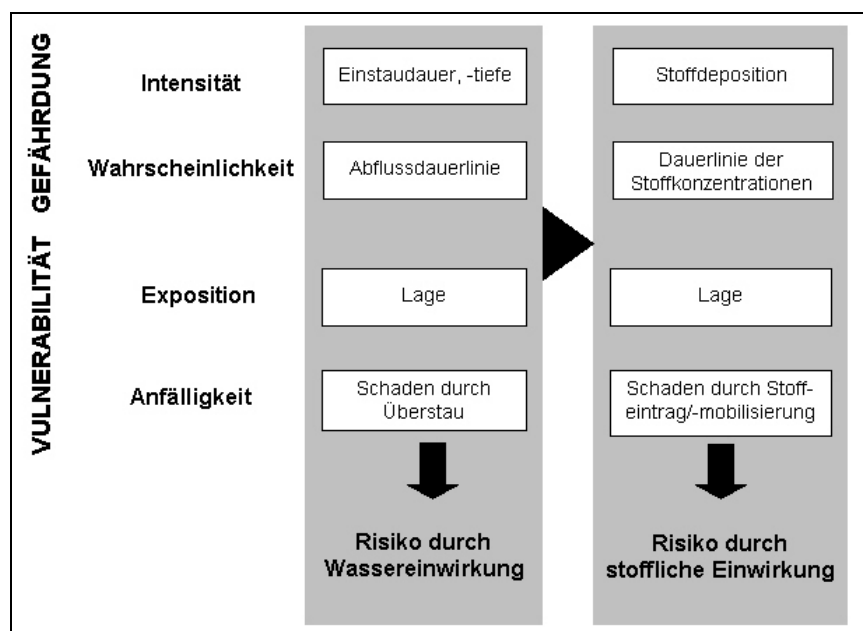 GEFÄHRDUNG
Intensität
Einstaudauer, -tiefe
Stoffdeposition
Wahrscheinlichkeit
Abflussdauerlinie
Dauerlinie der
Stoffkonzentrationen
VULNERABILITÄT
Exposition
Lage
Lage
Anfälligkeit
Schaden durch
Überstau
Schaden durch Stoff-
eintrag/-mobilisierung
Risiko durch
Wassereinwirkung
Risiko durch
stoffliche Einwirkung